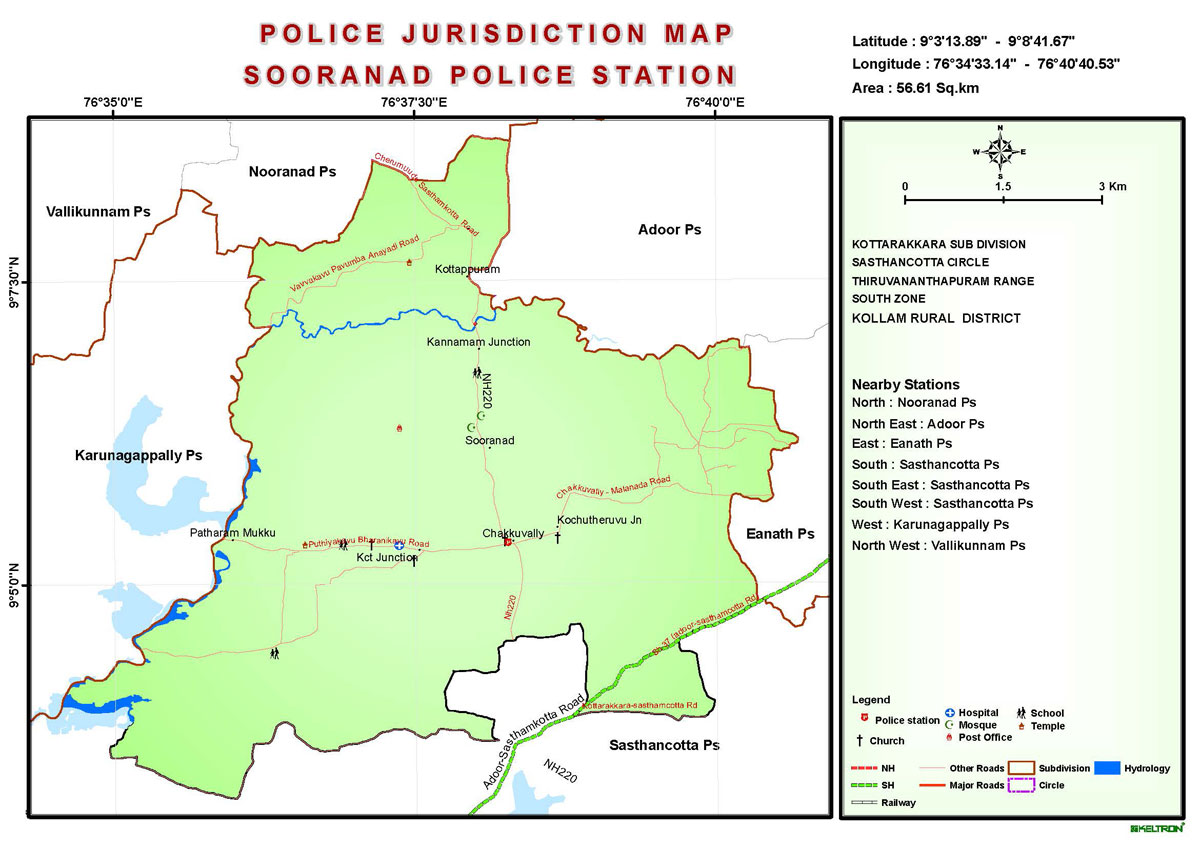 POLICE JURISDICTION MAP
SOORANAD POLICE STATION
Latitude : 9°3'13.89" - 9°8'41.67"
Longitude : 76°34'33.14" - 76°40'40.53"
Area : 56.61 Sq.km
76°35'0"E
76°37'30"E
76°40'0"E
9°7'30"N
9°5'0"N
Nooranad Ps
Vallikunnam Ps
Adoor Ps
Cherumuudu Sasthamkotta Road
Vavvakavu Pavumba Anayadi Road
Kottappuram
Kannamam Junction
NH220
Sooranad
Karunagappally Ps
Chakkuvally - Malanada Road
Kochutheruvu Jn
Patharam Mukku
Chakkuvally
Puthiyakavu Bharanikavu Road
Kct Junction
Eanath Ps
Nh220
Sh 37 (adoor-sasthamcotta Rd
Kottarakkara-sasthamcotta Rd
Adoor-Sasthamkotta Road
Sasthancotta Ps
NH220
N
W E
S
0 1.5 3 Km
KOTTARAKKARA SUB DIVISION
SASTHANCOTTA CIRCLE
THIRUVANANTHAPURAM RANGE
SOUTH ZONE
KOLLAM RURAL DISTRICT
Nearby Stations
North : Nooranad Ps
North East : Adoor Ps
East : Eanath Ps
South : Sasthancotta Ps
South East : Sasthancotta Ps
South West : Sasthancotta Ps
West : Karunagappally Ps
North West : Vallikunnam Ps
Legend
Police station
Hospital
School
Mosque
Temple
Church
Post Office
NH
Other Roads
Subdivision
Hydrology
SH
Major Roads
Circle
Railway
KELTRON